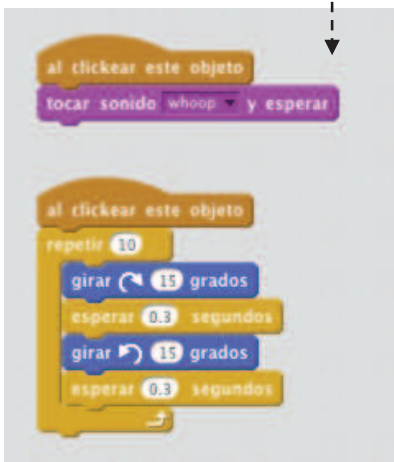 al clickear este objeto
tocar sonido whoop y esperar
al clickear este objeto
repetir 10
girar 15 grados
esperar 0.3 segundos
girar 15 grados
esperar 0.3 segundos